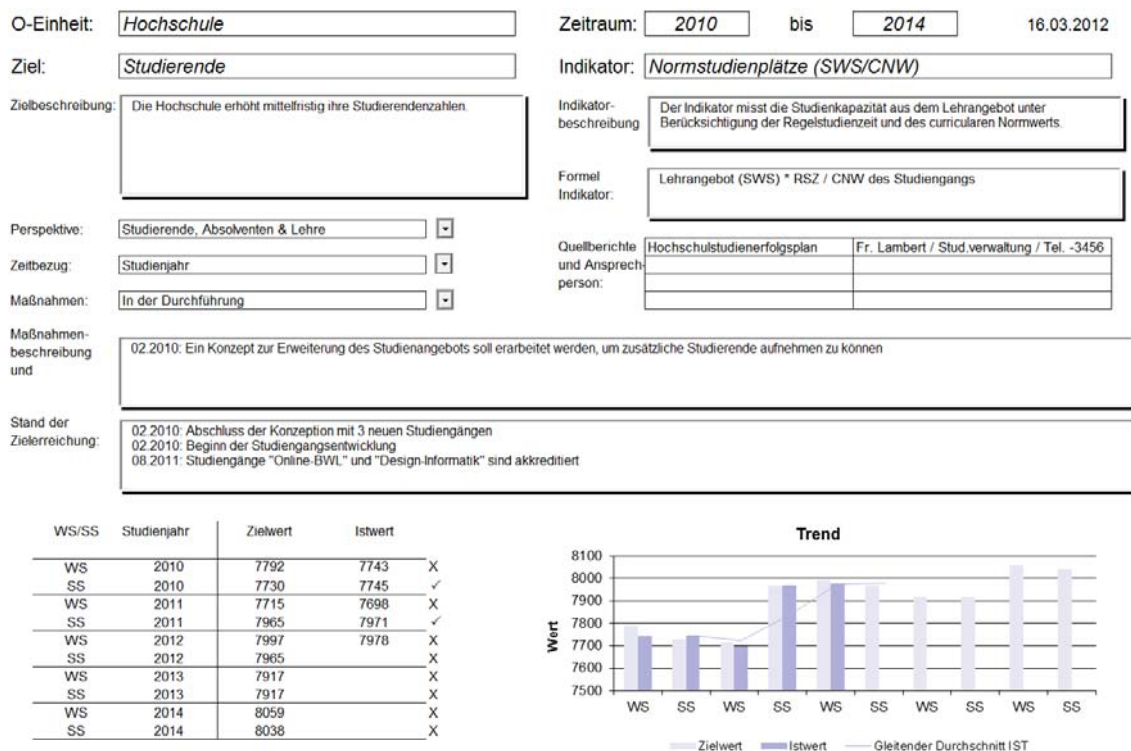 O-Einheit: Hochschule Zeitraum: 2010 bis 2014 16.03.2012
Ziel: Studierende Indikator: Normstudienplätze (SWS/CNW)
Zielbeschreibung: Die Hochschule erhöht mittelfristig ihre Studierendenzahlen.
Indikator-
beschreibung
Der Indikator misst die Studienkapazität aus dem Lehrangebot unter
Berücksichtigung der Regelstudienzeit und des curricularen Normwerts.
Formel
Indikator:
Lehrangebot (SWS) * RSZ / CNW des Studiengangs
Perspektive: Studierende, Absolventen & Lehre
Zeitbezug: Studienjahr
Maßnahmen: In der Durchführung
Quellberichte
und Ansprech-
person:
Hochschulstudienerfolgsplan Fr. Lambert / Stud.verwaltung / Tel. -3456
Maßnahmen-
beschreibung
und
02.2010: Ein Konzept zur Erweiterung des Studienangebots soll erarbeitet werden, um zusätzliche Studierende aufnehmen zu können
Stand der
Zielerreichung:
02.2010: Abschluss der Konzeption mit 3 neuen Studiengängen
02.2010: Beginn der Studiengangsentwicklung
08.2011: Studiengänge "Online-BWL" und "Design-Informatik" sind akkreditiert
WS/SS Studienjahr Zielwert Istwert
WS 2010 7792 7743 X
SS 2010 7730 7745 ✓
WS 2011 7715 7698 X
SS 2011 7965 7971 ✓
WS 2012 7997 7978 X
SS 2012 7965 X
WS 2013 7917 X
SS 2013 7917 X
WS 2014 8059 X
SS 2014 8038 X
Trend
Wert
8100
8000
7900
7800
7700
7600
7500
WS SS WS SS WS SS WS SS WS SS
Zielwert Istwert Gleitender Durchschnitt IST